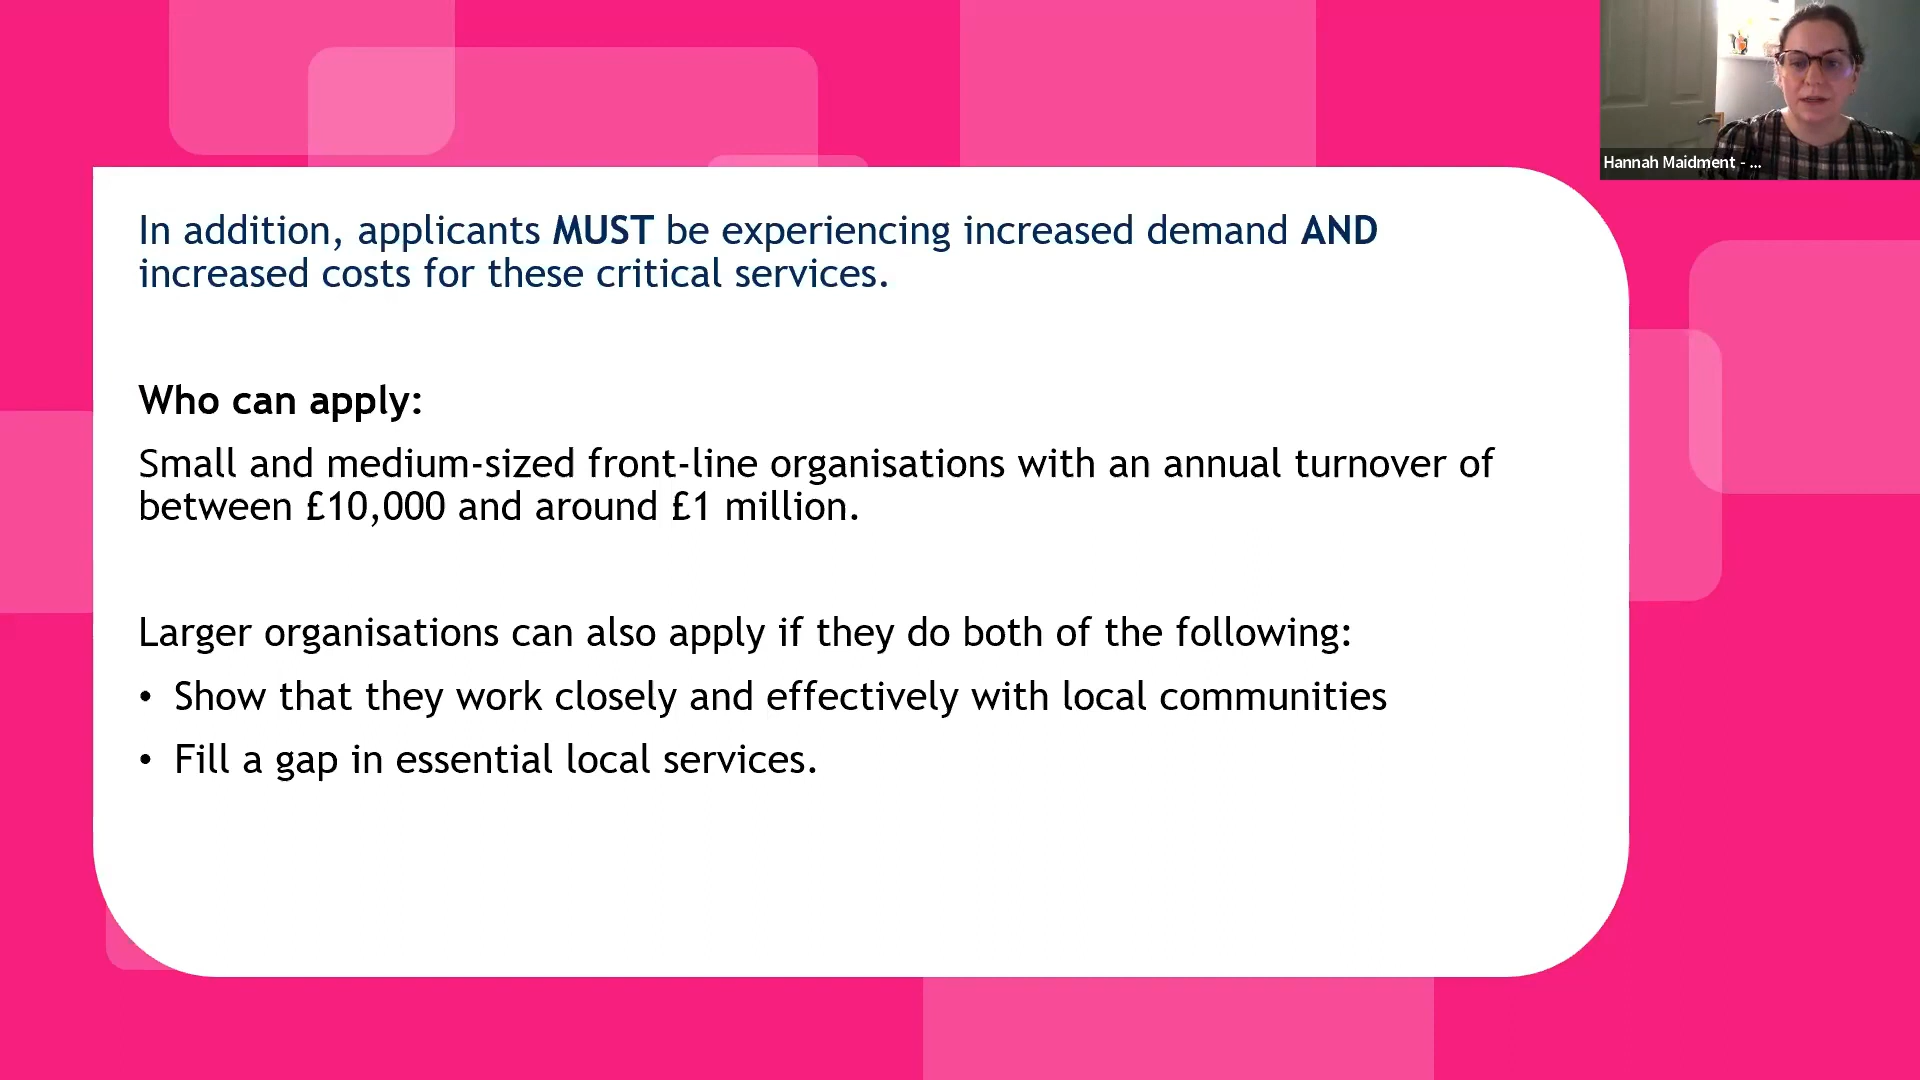 Hannah Maidment - ...
In addition, applicants MUST be experiencing increased demand AND
increased costs for these critical services.
Who can apply:
Small and medium-sized front-line organisations with an annual turnover of
between £10,000 and around £1 million.
Larger organisations can also apply if they do both of the following:
• Show that they work closely and effectively with local communities
• Fill a gap in essential local services.